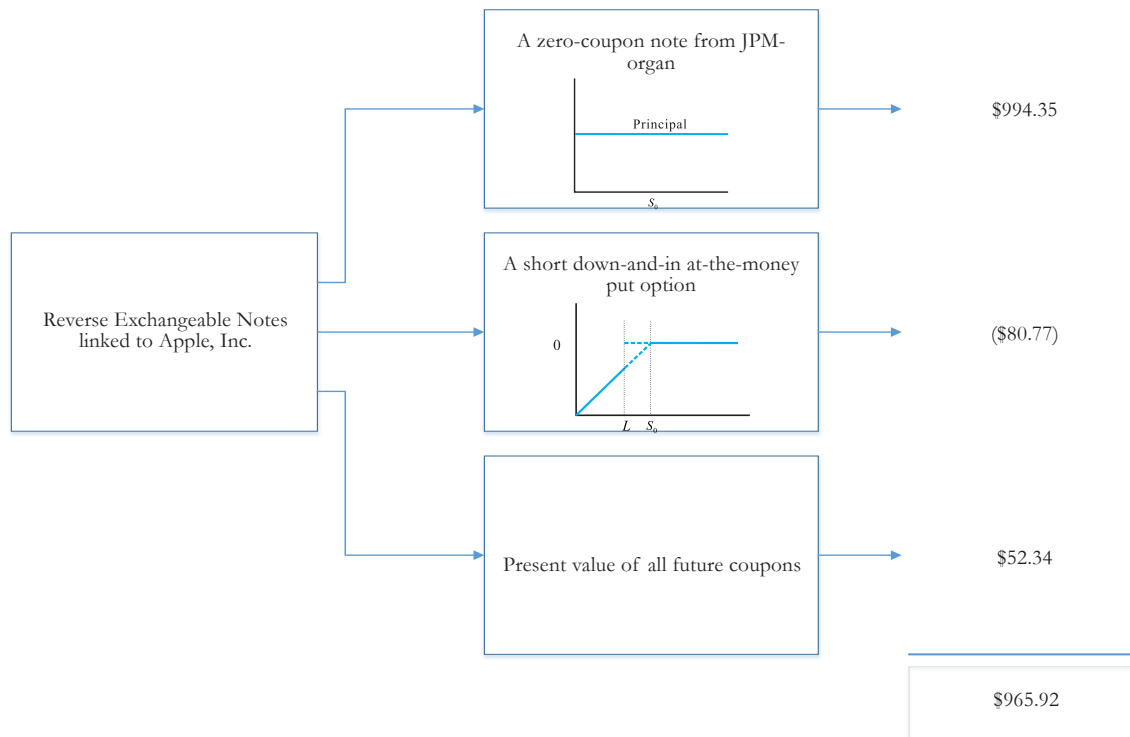 A zero-coupon note from JPM-
organ
Principal
S₀
$994.35
Reverse Exchangeable Notes
linked to Apple, Inc.
A short down-and-in at-the-money
put option
0
L S₀
($80.77)
Present value of all future coupons
$52.34
$965.92